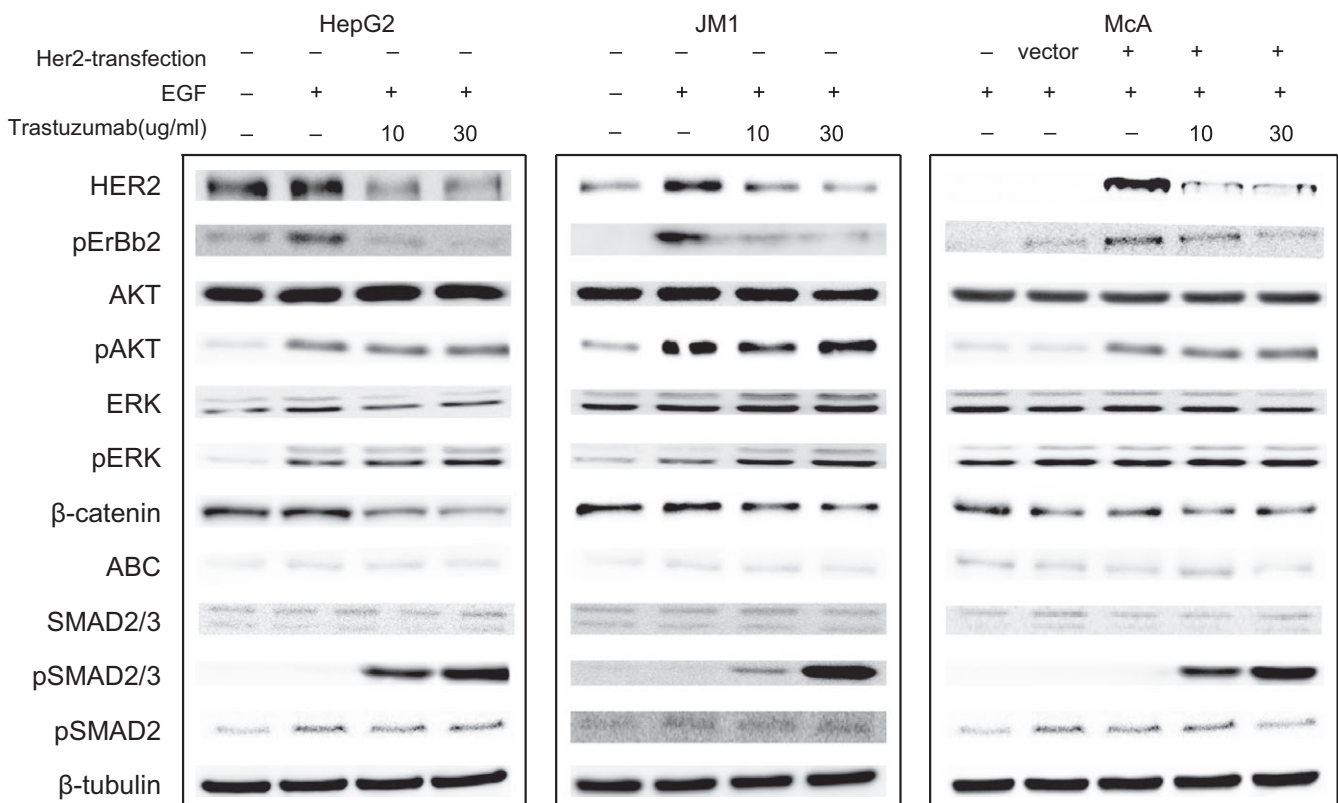 HepG2 JM1 McA
Her2-transfection – – – – – – – – – vector + + +
EGF – + + + – + + + + + + + +
Trastuzumab(ug/ml) – – 10 30 – – 10 30 – – – 10 30
HER2
pErBb2
AKT
pAKT
ERK
pERK
β-catenin
ABC
SMAD2/3
pSMAD2/3
pSMAD2
β-tubulin